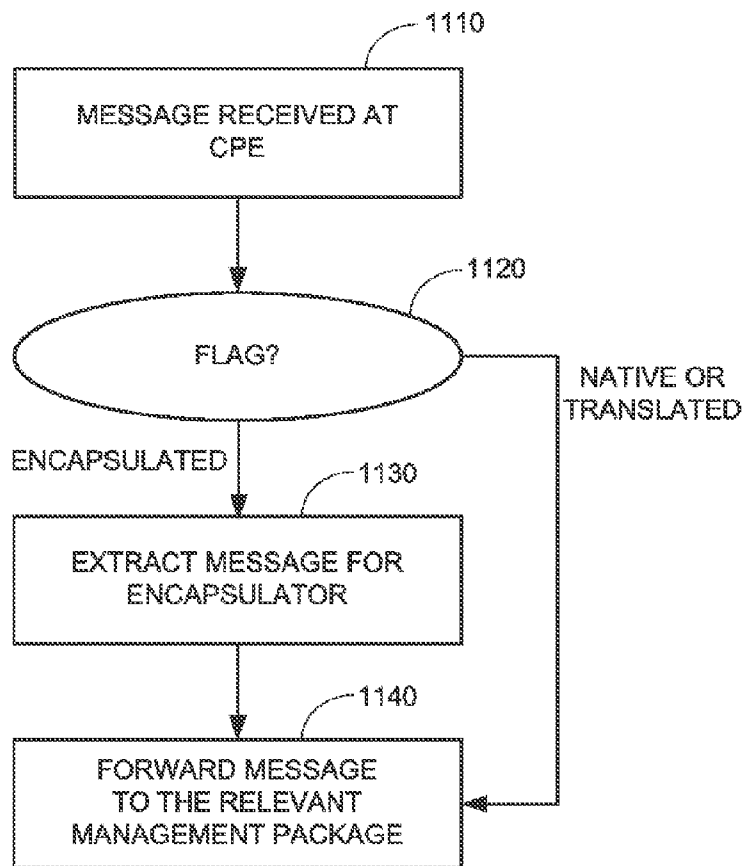 1110
MESSAGE RECEIVED AT
CPE
1120
FLAG?
NATIVE OR
TRANSLATED
ENCAPSULATED
1130
EXTRACT MESSAGE FOR
ENCAPSULATOR
1140
FORWARD MESSAGE
TO THE RELEVANT
MANAGEMENT PACKAGE